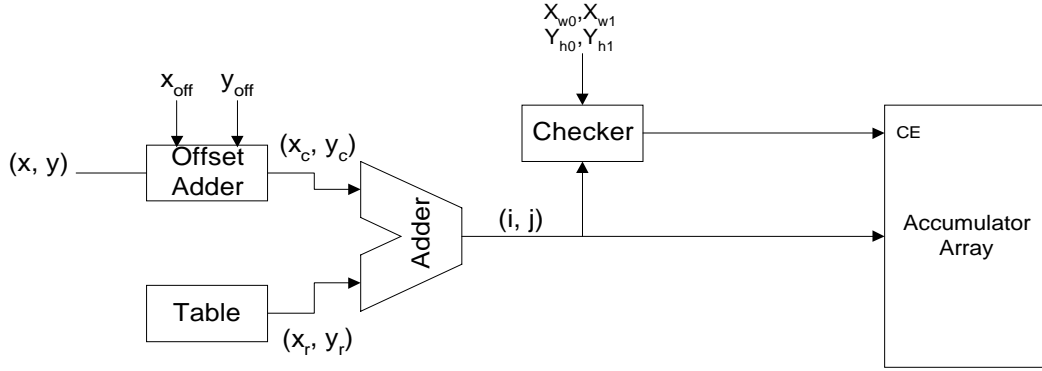 X_w0,X_w1
Y_h0,Y_h1
x_off
y_off
(x, y)
Offset
Adder
(x_c, y_c)
Checker
CE
Adder
(i, j)
Accumulator
Array
Table
(x_r, y_r)